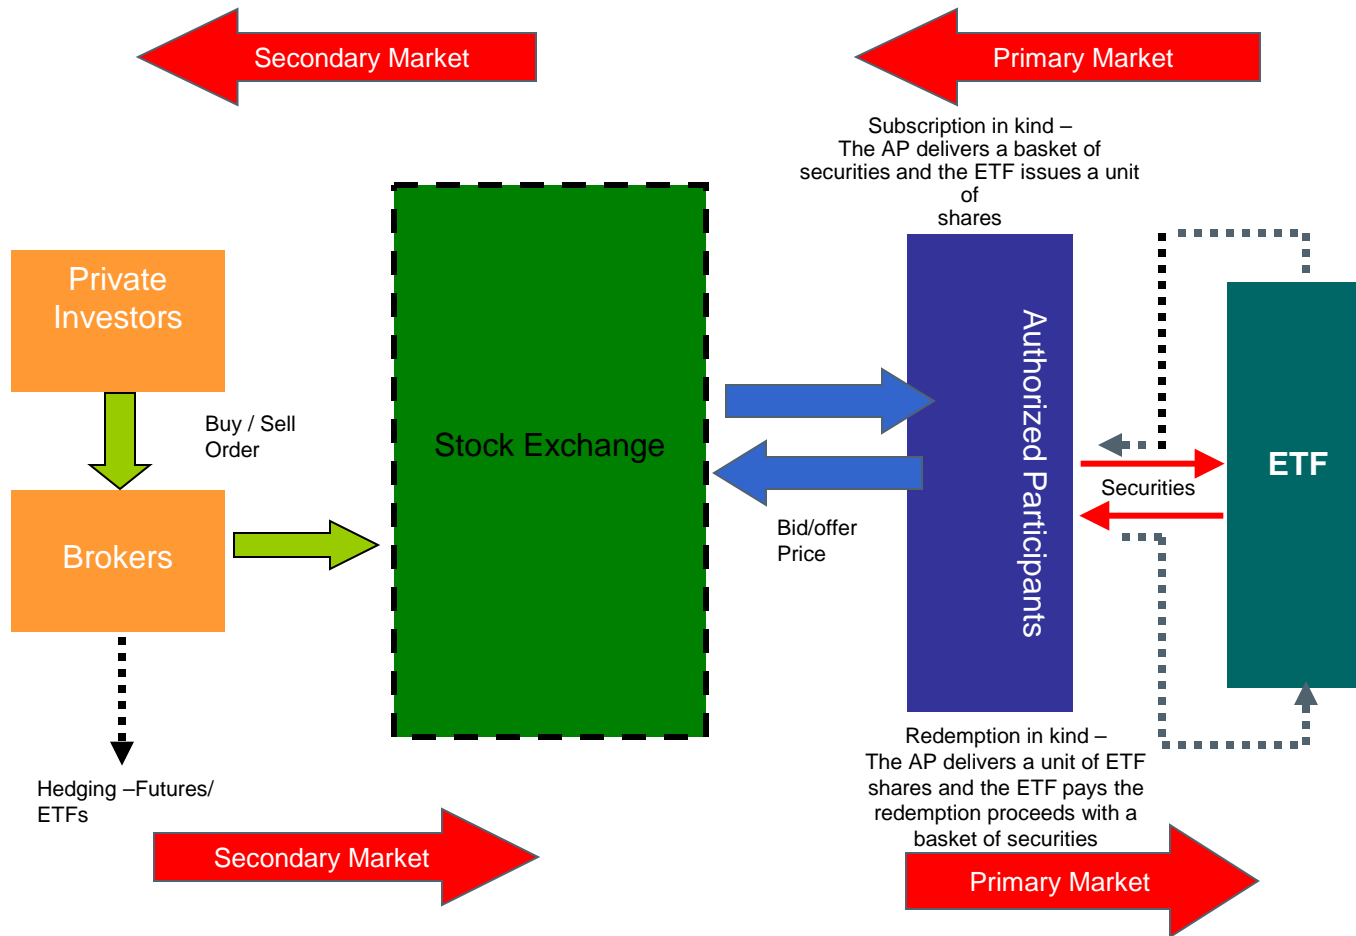 Secondary Market
Primary Market
Subscription in kind –
The AP delivers a basket of
securities and the ETF issues a unit
of
shares
Private
Investors
Buy / Sell
Order
Brokers
Hedging –Futures/
ETFs
Stock Exchange
Bid/offer
Price
Authorized Participants
Securities
ETF
Redemption in kind –
The AP delivers a unit of ETF
shares and the ETF pays the
redemption proceeds with a
basket of securities
Secondary Market
Primary Market